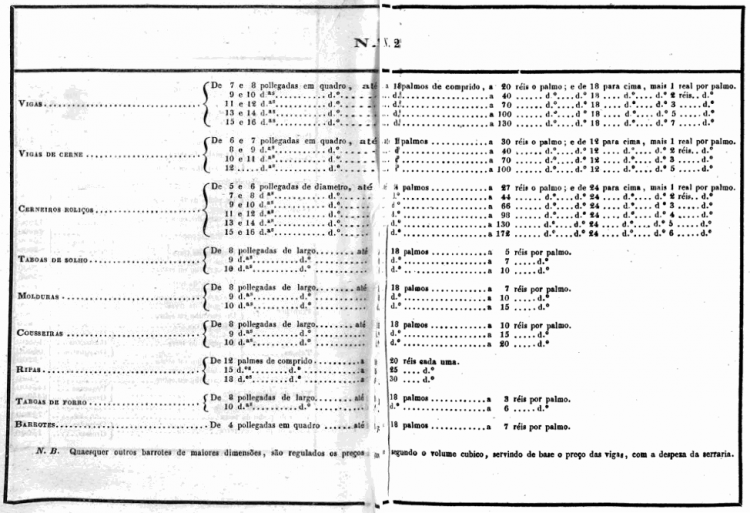 N. N. 2
VIGAS De 7 e 8 pollegadas em quadro, até a 18 palmos de comprido, a 20 réis o palmo; e de 18 para cima, mais 1 real por palmo.
9 e 10 d.as d.o d.o a 40 d.o d.o 18 d.o d.o 2 réis d.o
11 e 12 d.as d.o d.o a 70 d.o d.o 18 d.o d.o 3 d.o
13 e 14 d.as d.o d.o a 100 d.o d.o 18 d.o d.o 5 d.o
15 e 16 d.as d.o d.o a 130 d.o d.o 18 d.o d.o 7 d.o
VIGAS DE CERNE De 6 e 7 pollegadas em quadro, até palmos, a 30 réis o palmo; e de 12 para cima, mais 1 real por palmo.
8 e 9 d.as d.o a 40 d.o d.o 12 d.o d.o 2 réis d.o
10 e 11 d.as d.o a 70 d.o d.o 12 d.o d.o 3 d.o
12 d.as d.o a 100 d.o d.o 12 d.o d.o 5 d.o
CERNEIROS ROLIÇOS De 5 e 6 pollegadas de diametro, até palmos, a 27 réis o palmo; e de 24 para cima, mais 1 real por palmo.
7 e 8 d.as d.o a 44 d.o d.o 24 d.o d.o 2 réis d.o
9 e 10 d.as d.o d.o a 66 d.o d.o 24 d.o d.o 3 d.o
11 e 12 d.as d.o d.o a 98 d.o d.o 24 d.o d.o 4 d.o
13 e 14 d.as d.o d.o a 130 d.o d.o 24 d.o d.o 5 d.o
15 e 16 d.as d.o d.o a 172 d.o d.o 24 d.o d.o 6 d.o
TABOAS DE SOLHO De 8 pollegadas de largo até 18 palmos a 5 réis por palmo.
9 d.as d.o d.o a 7 d.o
10 d.as d.o d.o a 10 d.o
MOLDURAS De 8 pollegadas de largo até 18 palmos a 7 réis por palmo.
9 d.as d.o d.o a 10 d.o
10 d.as d.o d.o a 15 d.o
COUSSEIRAS De 8 pollegadas de largo até 18 palmos a 10 réis por palmo.
9 d.as d.o d.o a 15 d.o
10 d.as d.o d.o a 20 d.o
RIPAS De 12 palmos de comprido a 20 réis cada uma.
15 d.os d.o a 25 d.o
18 d.os d.o a 30 d.o
TABOAS DE FORRO De 8 pollegadas de largo até 18 palmos a 3 réis por palmo.
10 d.as d.o d.o a 6 d.o
BARROTES De 4 pollegadas em quadro até 18 palmos a 7 réis por palmo.
N. B. Quaesquer outros barrotes de maiores dimensões, são regulados os preços segundo o volume cubico, servindo de base o preço das vigas, com a despeza da serraria.